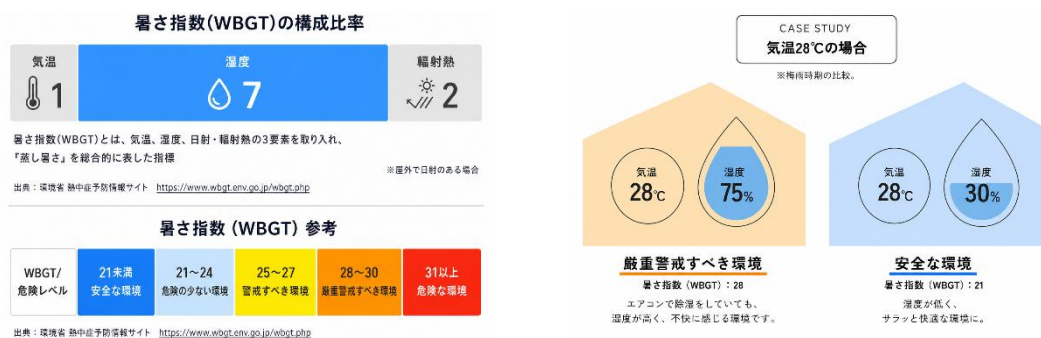 暑さ指数(WBGT)の構成比率
気温
1
湿度
7
輻射熱
2
暑さ指数(WBGT)とは、気温、湿度、日射・輻射熱の3要素を取り入れ、
『蒸し暑さ』を総合的に表した指標
※屋外で日射のある場合
出典：環境省 熱中症予防情報サイト https://www.wbgt.env.go.jp/wbgt.php
暑さ指数 (WBGT) 参考
WBGT/
危険レベル
21未満
安全な環境
21〜24
危険の少ない環境
25〜27
警戒すべき環境
28〜30
厳重警戒すべき環境
31以上
危険な環境
出典：環境省 熱中症予防情報サイト https://www.wbgt.env.go.jp/wbgt.php
CASE STUDY
気温28℃の場合
※梅雨時期の比較。
気温
28℃
湿度
75%
厳重警戒すべき環境
暑さ指数 (WBGT)：28
エアコンで除湿をしていても、
湿度が高く、不快に感じる環境です。
気温
28℃
湿度
30%
安全な環境
暑さ指数 (WBGT)：21
湿度が低く、
サラッと快適な環境に。